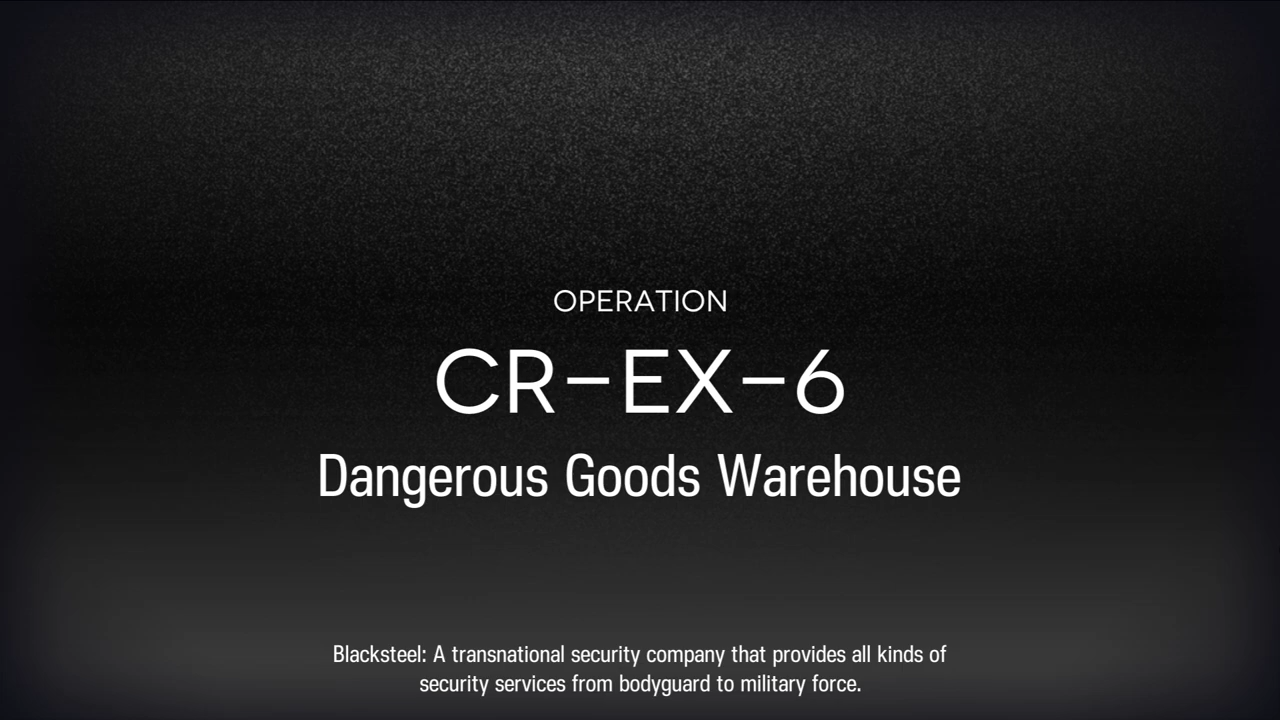 OPERATION
CR-EX-6
Dangerous Goods Warehouse
Blacksteel: A transnational security company that provides all kinds of
security services from bodyguard to military force.